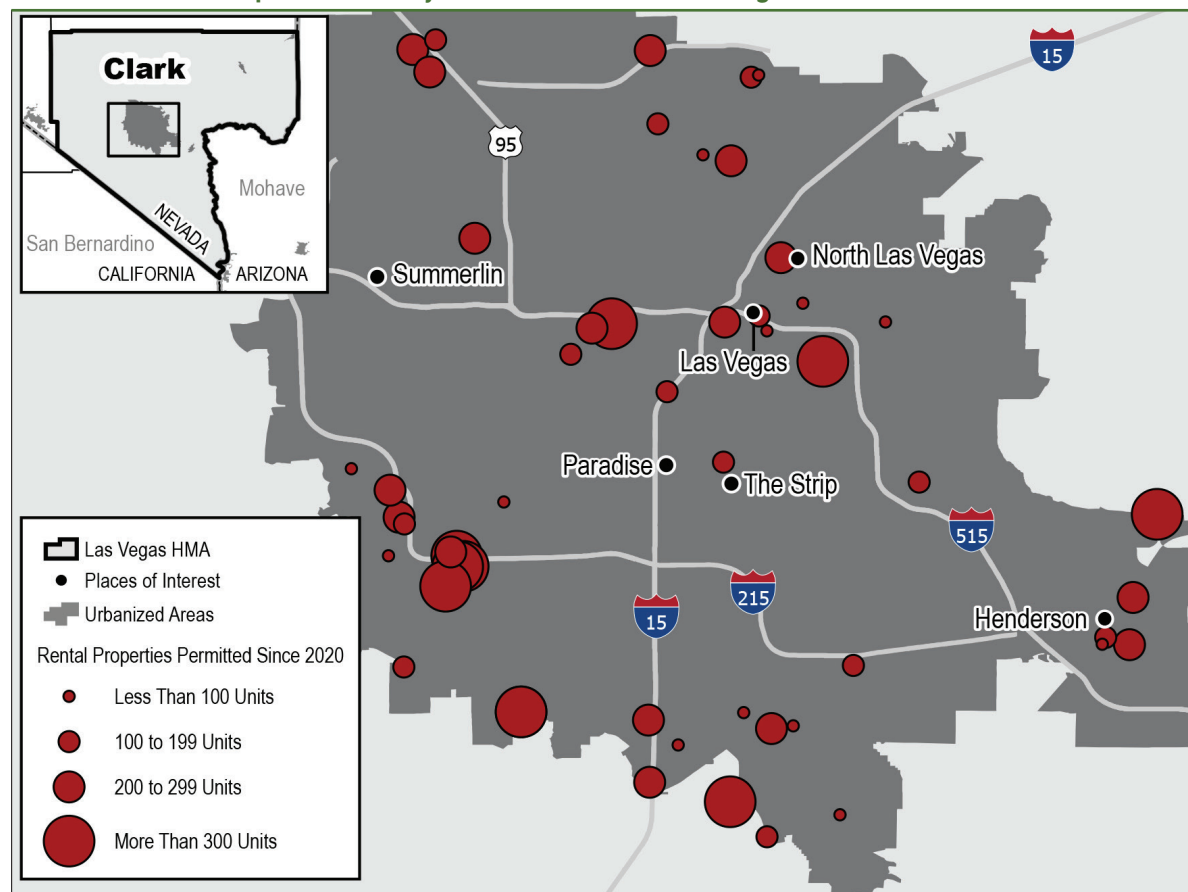 Clark
Mohave
NEVADA
San Bernardino
CALIFORNIA
ARIZONA
15
95
Summerlin
North Las Vegas
Las Vegas
Paradise
The Strip
515
215
15
Henderson
Las Vegas HMA
Places of Interest
Urbanized Areas
Rental Properties Permitted Since 2020
Less Than 100 Units
100 to 199 Units
200 to 299 Units
More Than 300 Units